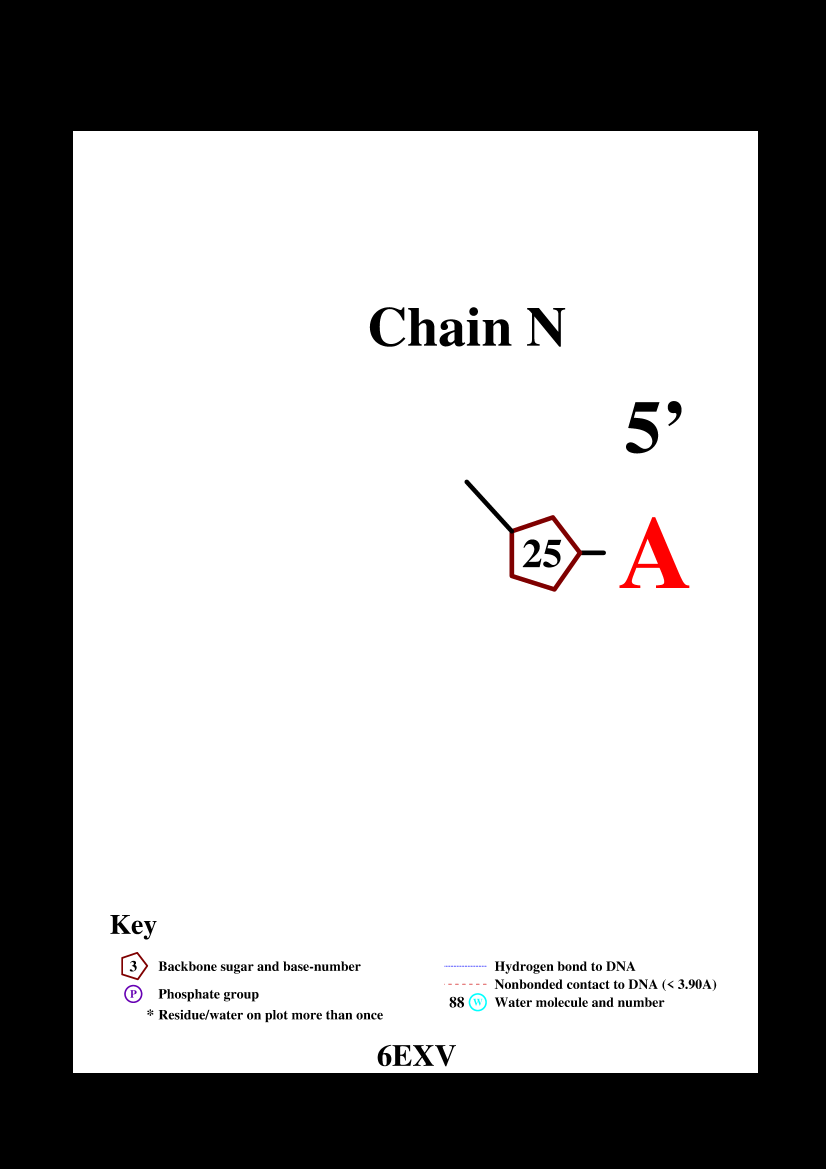 Chain N
5’
25
A
Key
3 Backbone sugar and base-number
P Phosphate group
* Residue/water on plot more than once
Hydrogen bond to DNA
Nonbonded contact to DNA (< 3.90A)
88 W Water molecule and number
6EXV